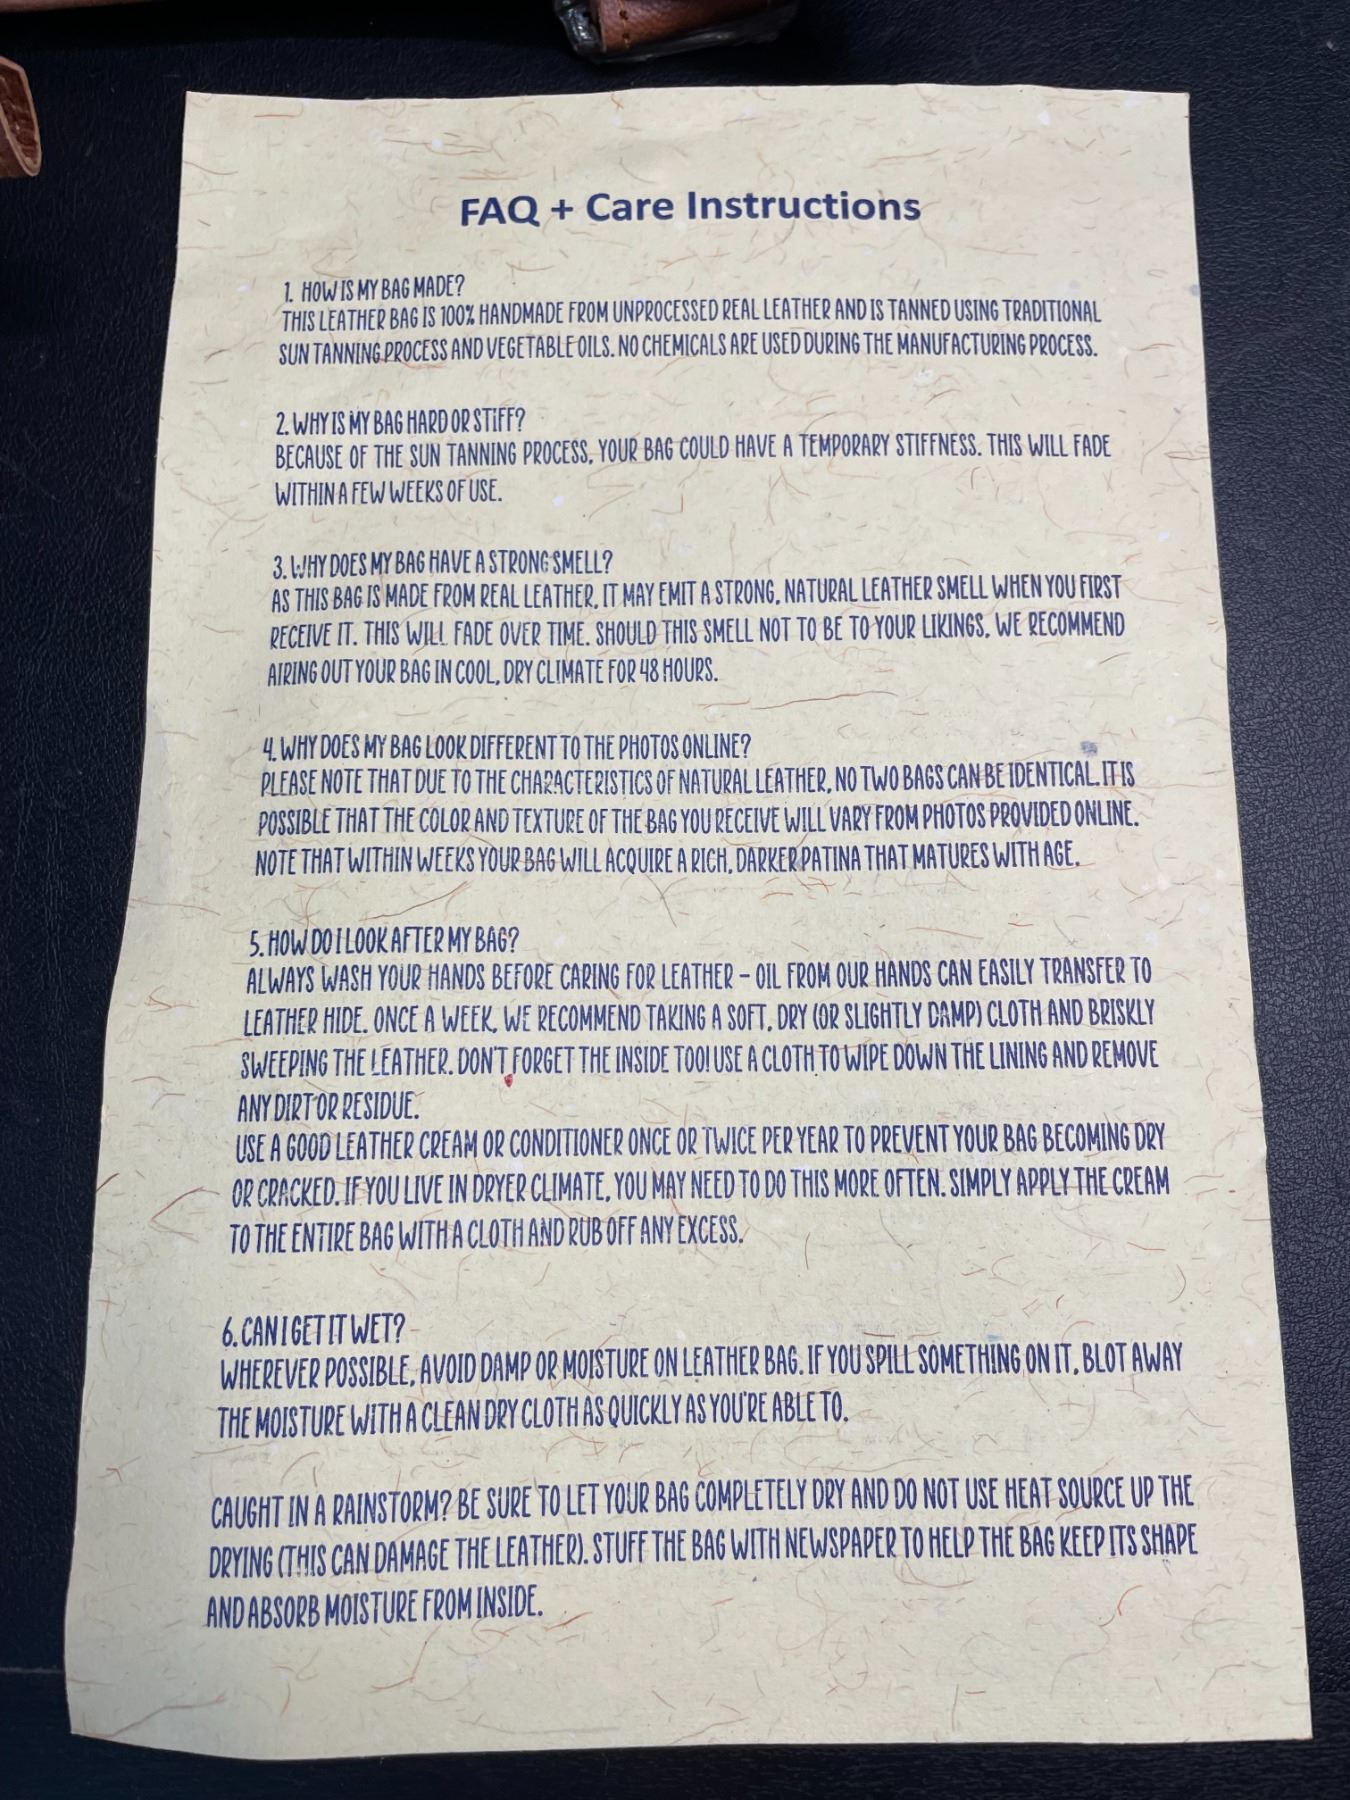 FAQ + Care Instructions
1. HOW IS MY BAG MADE?
THIS LEATHER BAG IS 100% HANDMADE FROM UNPROCESSED REAL LEATHER AND IS TANNED USING TRADITIONAL
SUN TANNING PROCESS AND VEGETABLE OILS. NO CHEMICALS ARE USED DURING THE MANUFACTURING PROCESS.
2. WHY IS MY BAG HARD OR STIFF?
BECAUSE OF THE SUN TANNING PROCESS, YOUR BAG COULD HAVE A TEMPORARY STIFFNESS. THIS WILL FADE
WITHIN A FEW WEEKS OF USE.
3. WHY DOES MY BAG HAVE A STRONG SMELL?
AS THIS BAG IS MADE FROM REAL LEATHER, IT MAY EMIT A STRONG, NATURAL LEATHER SMELL WHEN YOU FIRST
RECEIVE IT. THIS WILL FADE OVER TIME. SHOULD THIS SMELL NOT TO BE TO YOUR LIKINGS, WE RECOMMEND
AIRING OUT YOUR BAG IN COOL, DRY CLIMATE FOR 48 HOURS.
4. WHY DOES MY BAG LOOK DIFFERENT TO THE PHOTOS ONLINE?
PLEASE NOTE THAT DUE TO THE CHARACTERISTICS OF NATURAL LEATHER, NO TWO BAGS CAN BE IDENTICAL. IT IS
POSSIBLE THAT THE COLOR AND TEXTURE OF THE BAG YOU RECEIVE WILL VARY FROM PHOTOS PROVIDED ONLINE.
NOTE THAT WITHIN WEEKS YOUR BAG WILL ACQUIRE A RICH, DARKER PATINA THAT MATURES WITH AGE.
5. HOW DO I LOOK AFTER MY BAG?
ALWAYS WASH YOUR HANDS BEFORE CARING FOR LEATHER – OIL FROM OUR HANDS CAN EASILY TRANSFER TO
LEATHER HIDE. ONCE A WEEK, WE RECOMMEND TAKING A SOFT, DRY (OR SLIGHTLY DAMP) CLOTH AND BRISKLY
SWEEPING THE LEATHER. DON'T FORGET THE INSIDE TOO! USE A CLOTH TO WIPE DOWN THE LINING AND REMOVE
ANY DIRT OR RESIDUE.
USE A GOOD LEATHER CREAM OR CONDITIONER ONCE OR TWICE PER YEAR TO PREVENT YOUR BAG BECOMING DRY
OR CRACKED. IF YOU LIVE IN DRYER CLIMATE, YOU MAY NEED TO DO THIS MORE OFTEN. SIMPLY APPLY THE CREAM
TO THE ENTIRE BAG WITH A CLOTH AND RUB OFF ANY EXCESS.
6. CAN I GET IT WET?
WHEREVER POSSIBLE, AVOID DAMP OR MOISTURE ON LEATHER BAG. IF YOU SPILL SOMETHING ON IT, BLOT AWAY
THE MOISTURE WITH A CLEAN DRY CLOTH AS QUICKLY AS YOU'RE ABLE TO.
CAUGHT IN A RAINSTORM? BE SURE TO LET YOUR BAG COMPLETELY DRY AND DO NOT USE HEAT SOURCE UP THE
DRYING (THIS CAN DAMAGE THE LEATHER). STUFF THE BAG WITH NEWSPAPER TO HELP THE BAG KEEP ITS SHAPE
AND ABSORB MOISTURE FROM INSIDE.